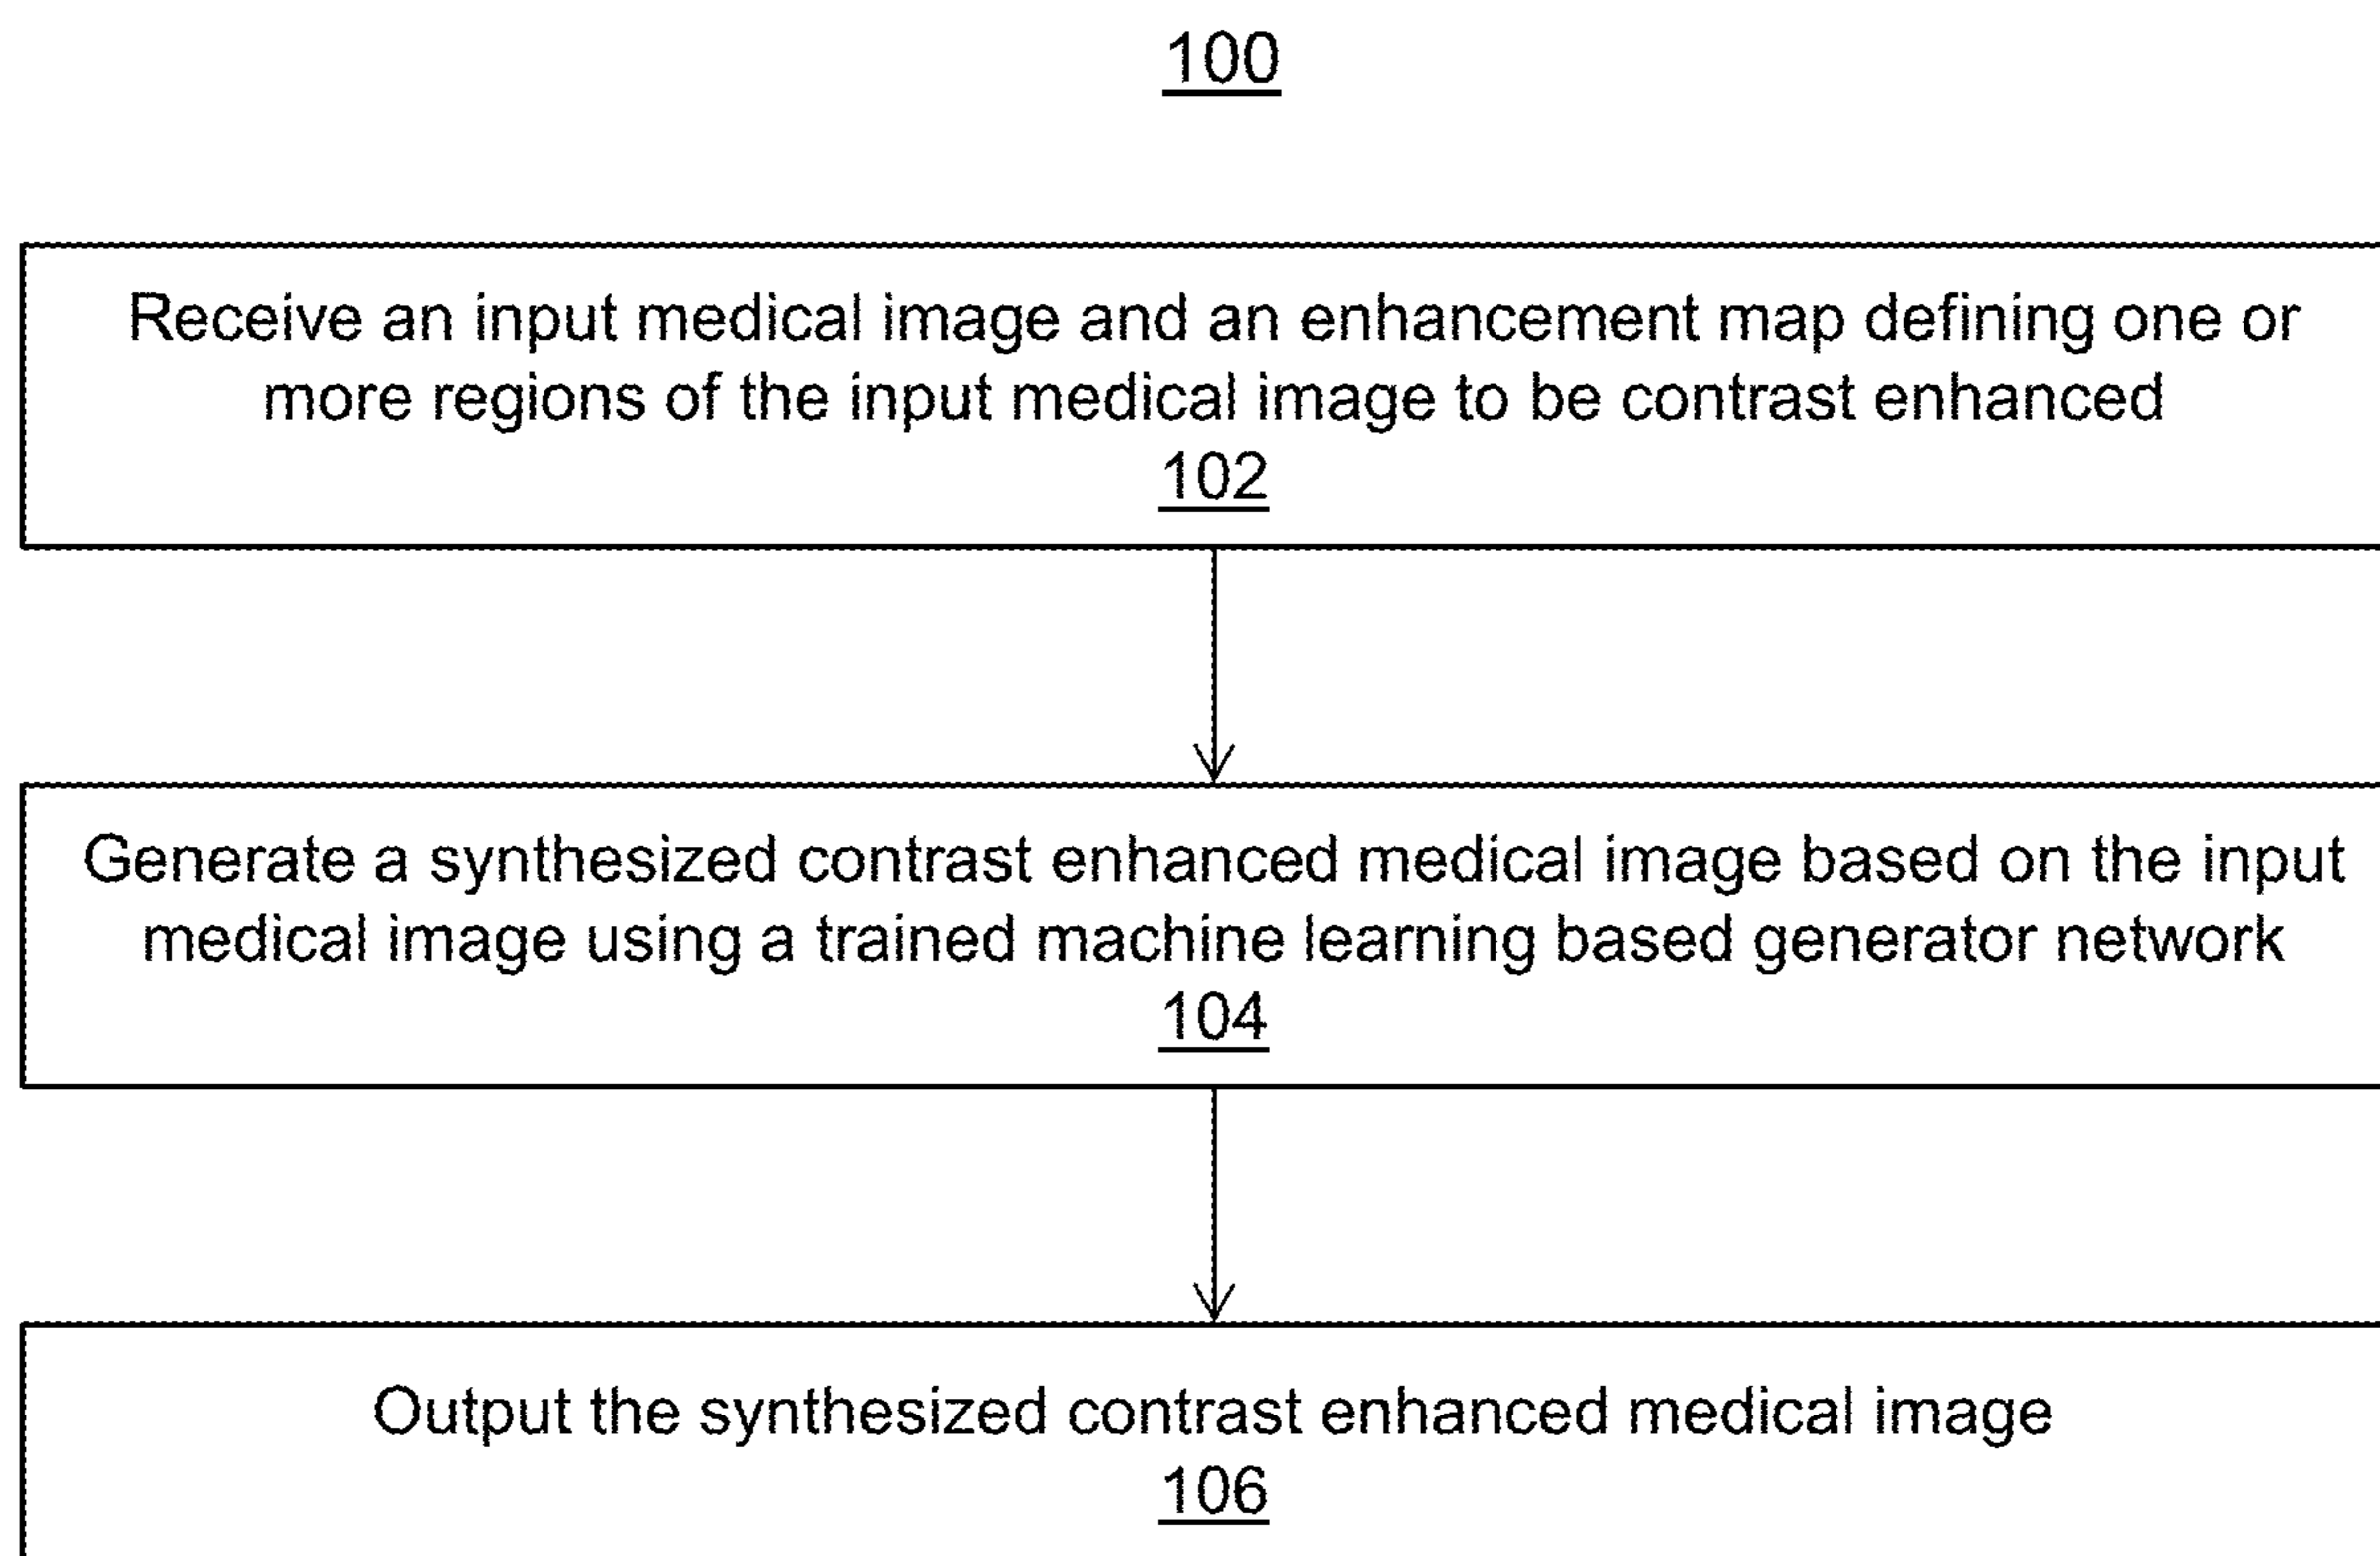 100
Receive an input medical image and an enhancement map defining one or
more regions of the input medical image to be contrast enhanced
102
Generate a synthesized contrast enhanced medical image based on the input
medical image using a trained machine learning based generator network
104
Output the synthesized contrast enhanced medical image
106